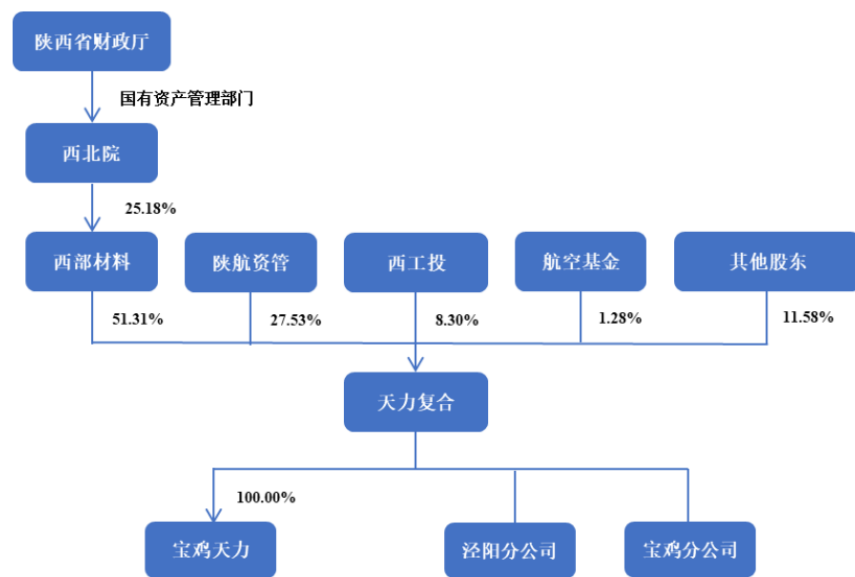 陕西省财政厅
国有资产管理部门
西北院
25.18%
西部材料
陕航资管
西工投
航空基金
其他股东
51.31%
27.53%
8.30%
1.28%
11.58%
天力复合
100.00%
宝鸡天力
泾阳分公司
宝鸡分公司